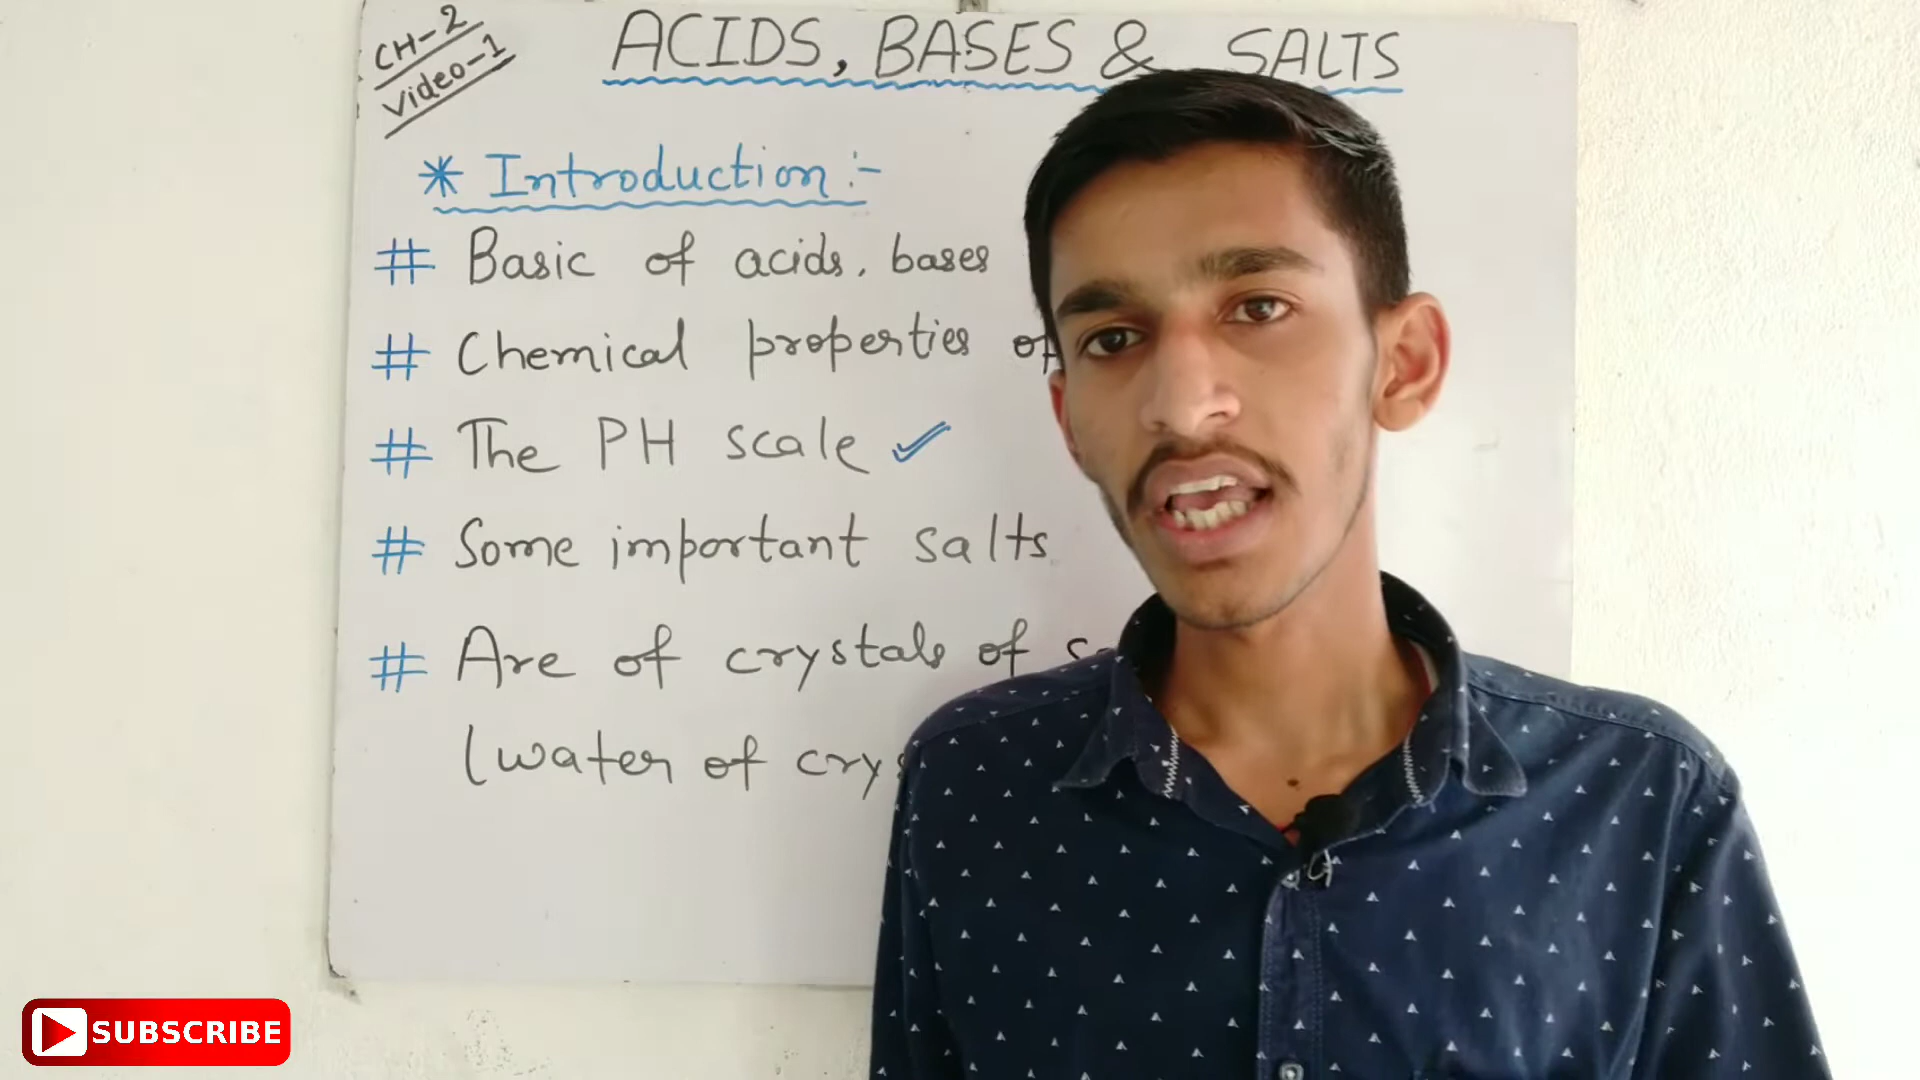 CH-2
Video-1
ACIDS, BASES & SALTS
* Introduction :-
# Basic of acids, bases
# Chemical properties of
# The PH scale ✓
# Some important salts
# Are of crystals of
(water of
SUBSCRIBE